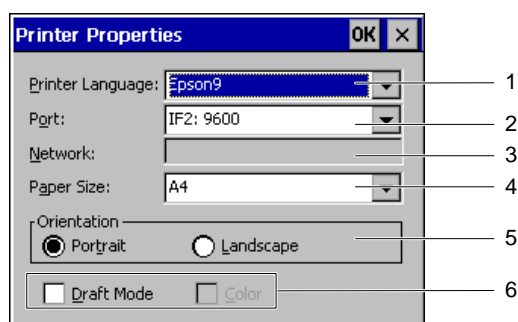 Printer Properties OK ×
Printer Language: Epson9 1
Port: IF2: 9600 2
Network: 3
Paper Size: A4 4
Orientation 5
Portrait Landscape
Draft Mode Color 6